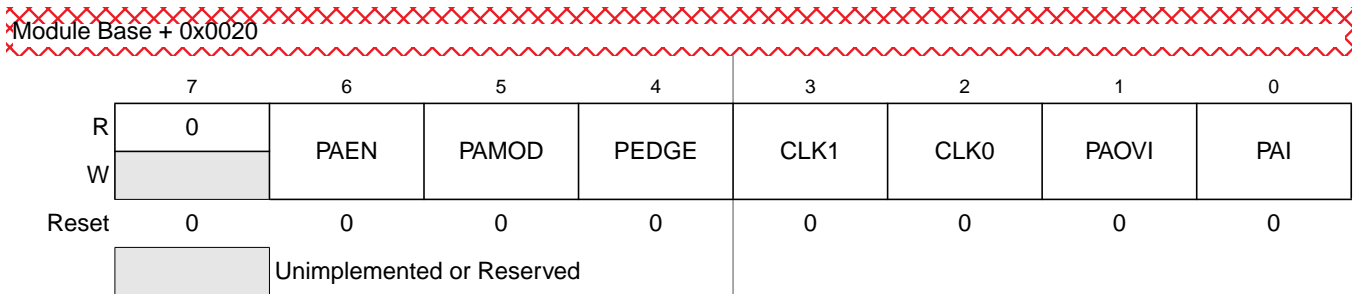 Module Base + 0x0020
7 6 5 4 3 2 1 0
R 0 PAEN PAMOD PEDGE CLK1 CLK0 PAOVI PAI
W
Reset 0 0 0 0 0 0 0 0
Unimplemented or Reserved